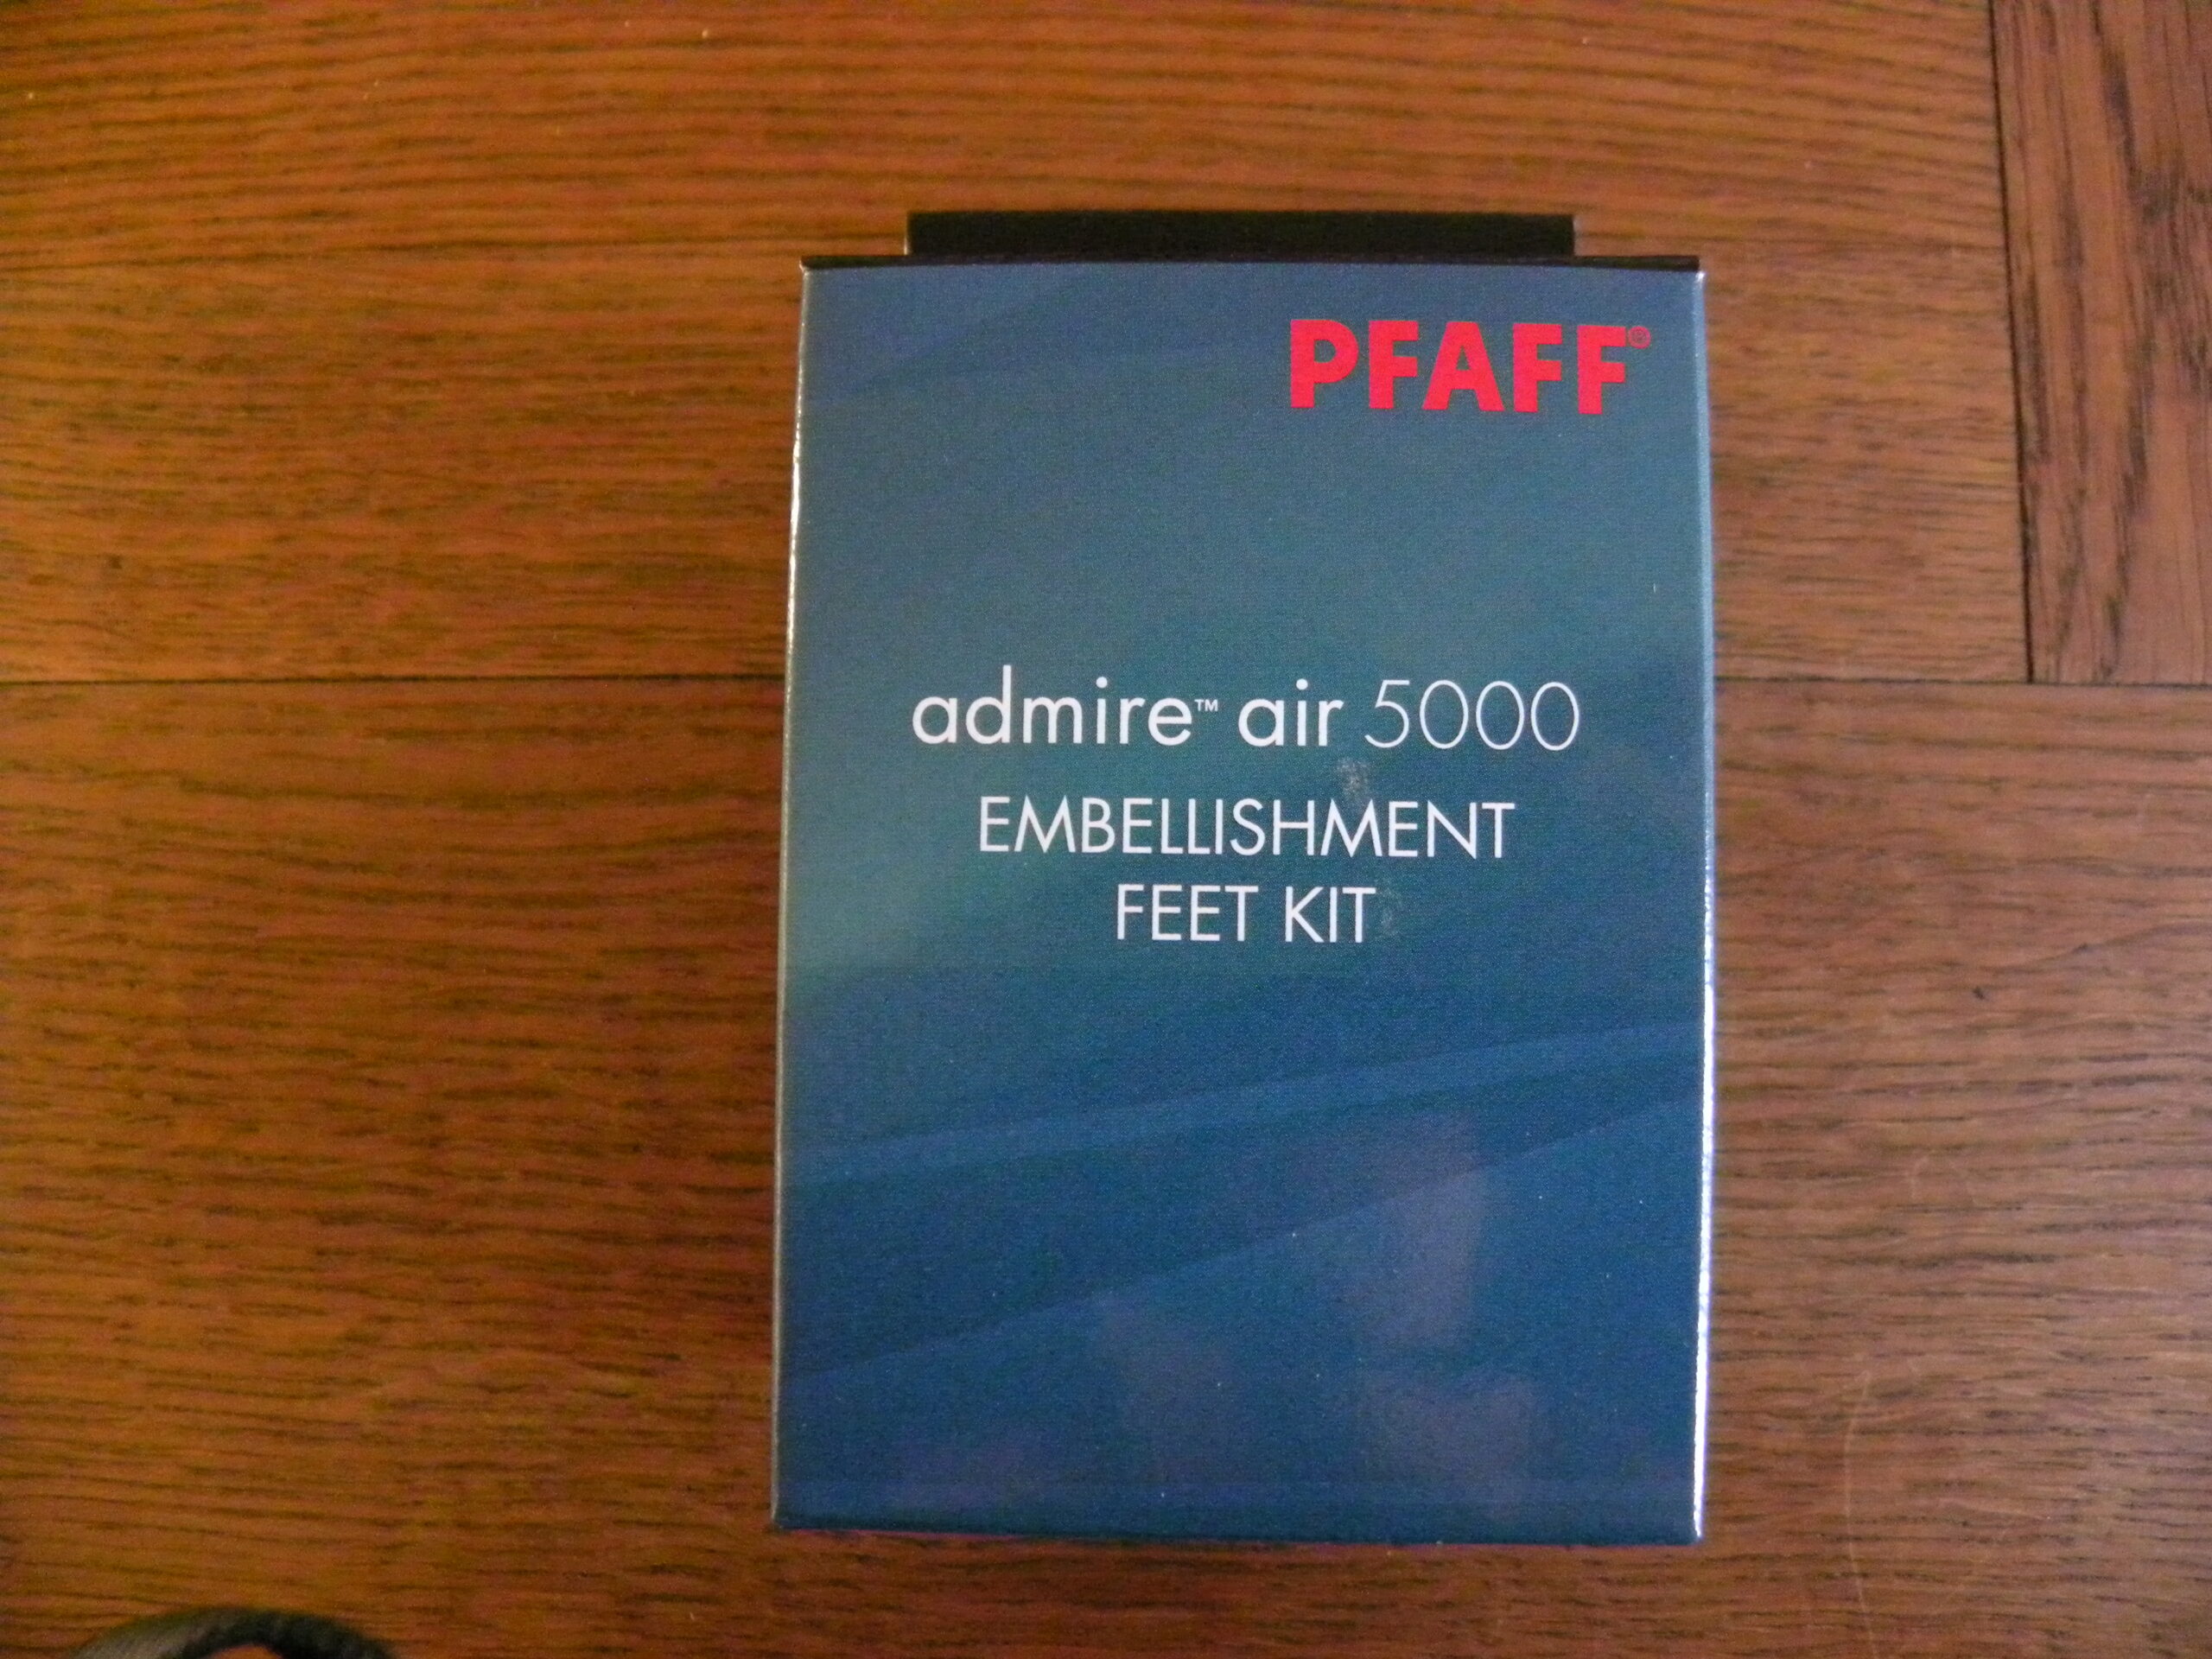 PFAFF®
admire™ air 5000
EMBELLISHMENT
FEET KIT